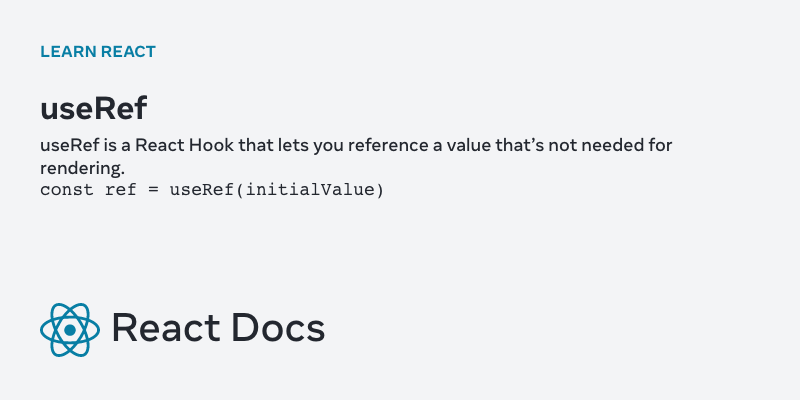 LEARN REACT
useRef
useRef is a React Hook that lets you reference a value that’s not needed for
rendering.
const ref = useRef(initialValue)
React Docs